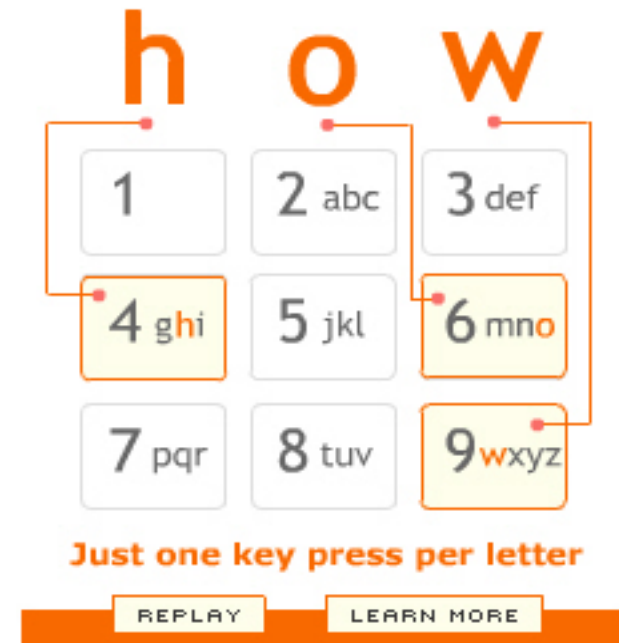 how
1 2 abc 3 def
4 ghi 5 jkl 6 mno
7 pqr 8 tuv 9 wxyz
Just one key press per letter
REPLAY LEARN MORE